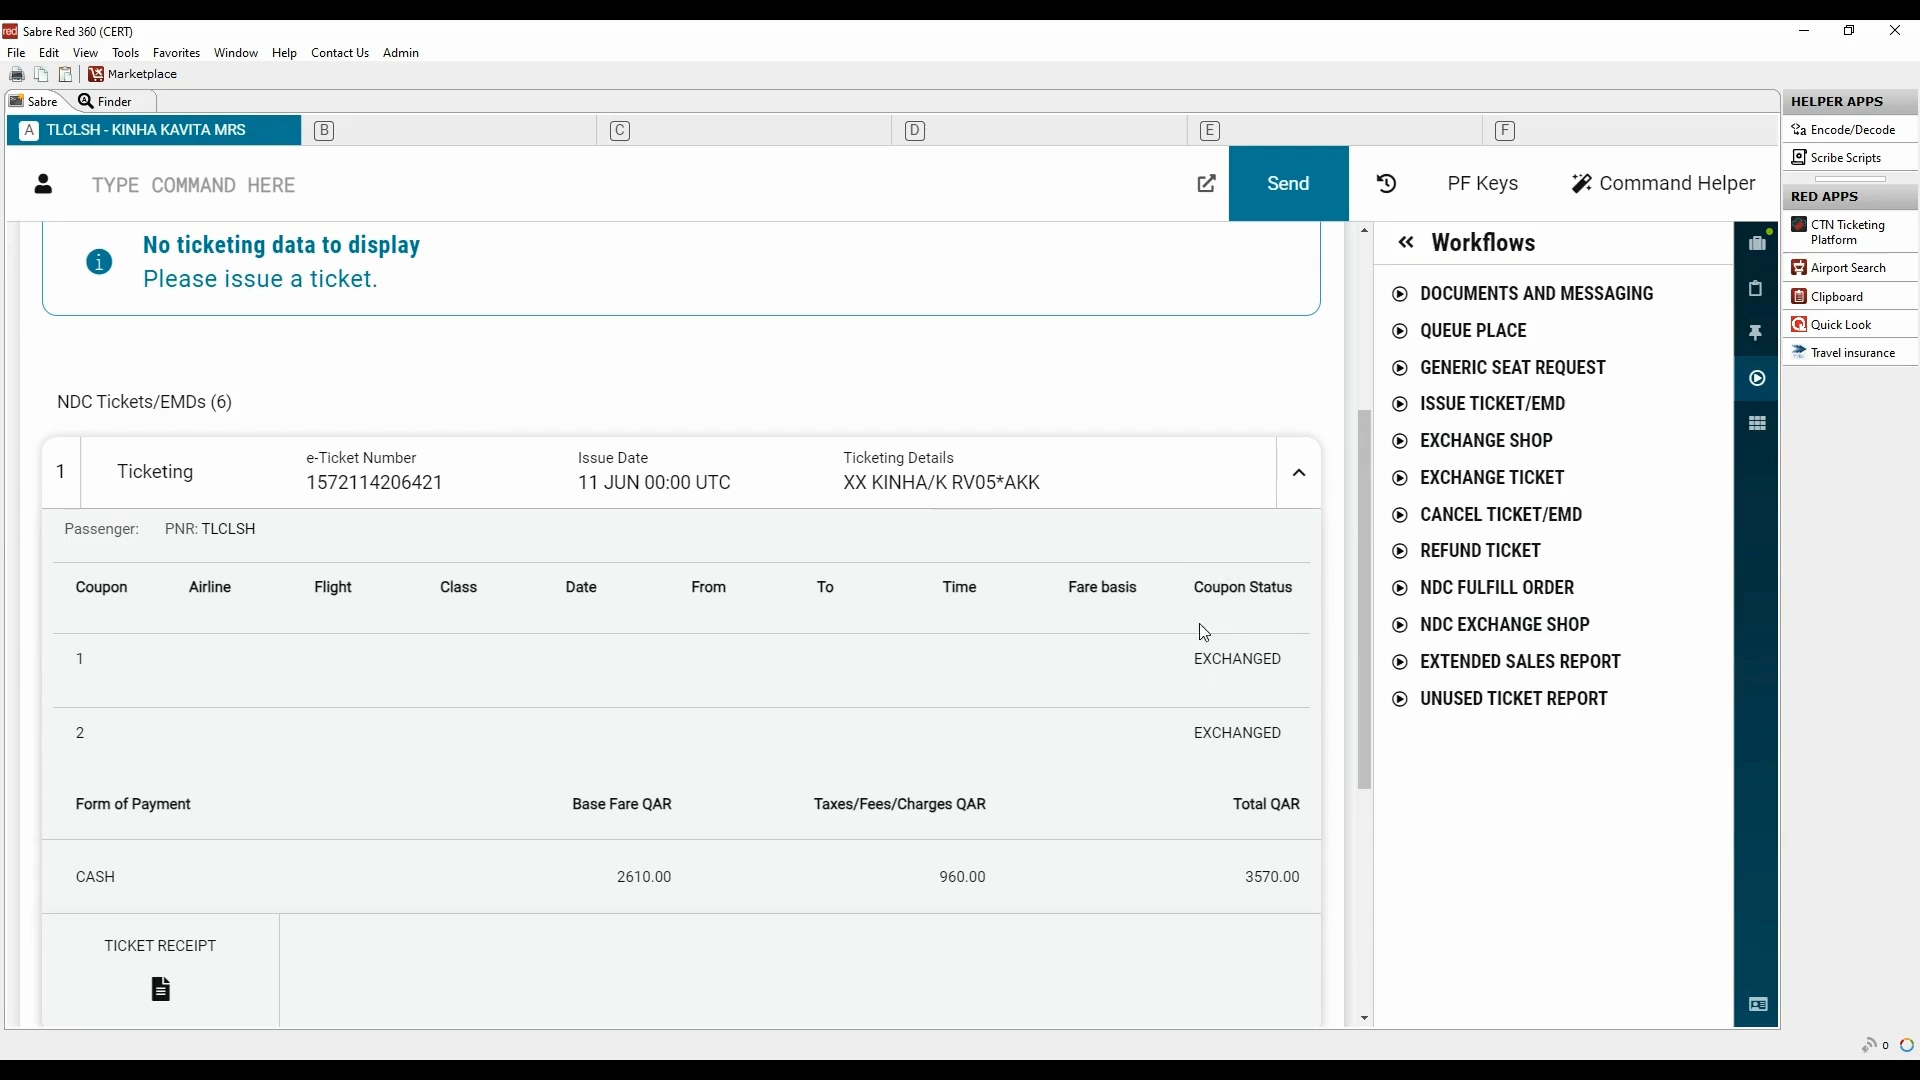 red Sabre Red 360 (CERT)
File Edit View Tools Favorites Window Help Contact Us Admin
Marketplace
Sabre Finder
A TLCLSH - KINHA KAVITA MRS B C D E F
TYPE COMMAND HERE Send PF Keys Command Helper
No ticketing data to display
Please issue a ticket.
NDC Tickets/EMDs (6)
1 Ticketing e-Ticket Number Issue Date Ticketing Details
1572114206421 11 JUN 00:00 UTC XX KINHA/K RV05*AKK
Passenger: PNR: TLCLSH
Coupon Airline Flight Class Date From To Time Fare basis Coupon Status
1 EXCHANGED
2 EXCHANGED
Form of Payment Base Fare QAR Taxes/Fees/Charges QAR Total QAR
CASH 2610.00 960.00 3570.00
TICKET RECEIPT
Workflows
DOCUMENTS AND MESSAGING
QUEUE PLACE
GENERIC SEAT REQUEST
ISSUE TICKET/EMD
EXCHANGE SHOP
EXCHANGE TICKET
CANCEL TICKET/EMD
REFUND TICKET
NDC FULFILL ORDER
NDC EXCHANGE SHOP
EXTENDED SALES REPORT
UNUSED TICKET REPORT
HELPER APPS
Encode/Decode
Scribe Scripts
RED APPS
CTN Ticketing
Platform
Airport Search
Clipboard
Quick Look
Travel insurance
0